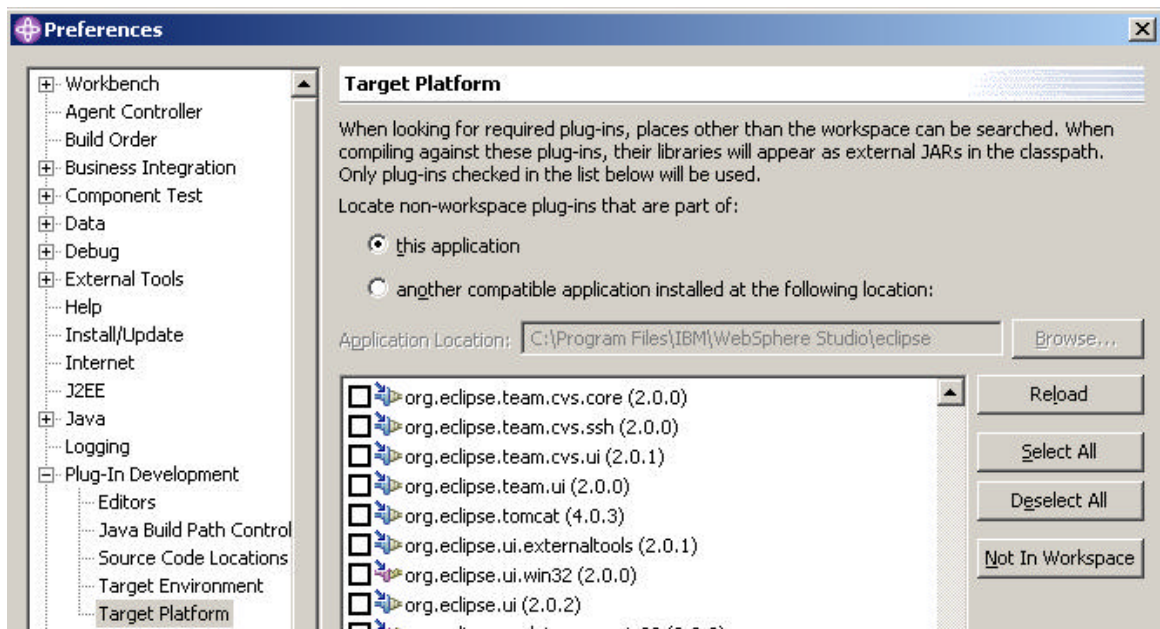 Preferences
Workbench
Agent Controller
Build Order
Business Integration
Component Test
Data
Debug
External Tools
Help
Install/Update
Internet
J2EE
Java
Logging
Plug-In Development
Editors
Java Build Path Control
Source Code Locations
Target Environment
Target Platform
Target Platform
When looking for required plug-ins, places other than the workspace can be searched. When
compiling against these plug-ins, their libraries will appear as external JARs in the classpath.
Only plug-ins checked in the list below will be used.
Locate non-workspace plug-ins that are part of:
this application
another compatible application installed at the following location:
Application Location: C:\Program Files\IBM\WebSphere Studio\eclipse Browse...
org.eclipse.team.cvs.core (2.0.0)
org.eclipse.team.cvs.ssh (2.0.0)
org.eclipse.team.cvs.ui (2.0.1)
org.eclipse.team.ui (2.0.0)
org.eclipse.tomcat (4.0.3)
org.eclipse.ui.externaltools (2.0.1)
org.eclipse.ui.win32 (2.0.0)
org.eclipse.ui (2.0.2)
Reload
Select All
Deselect All
Not In Workspace